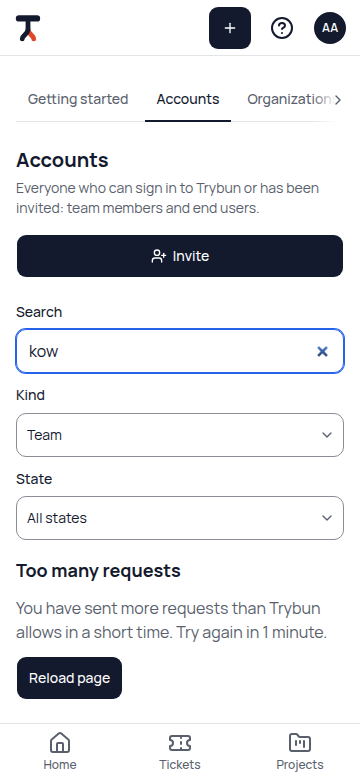 AA
Getting started Accounts Organization
Accounts
Everyone who can sign in to Trybun or has been
invited: team members and end users.
Invite
Search
kow
Kind
Team
State
All states
Too many requests
You have sent more requests than Trybun
allows in a short time. Try again in 1 minute.
Reload page
Home Tickets Projects